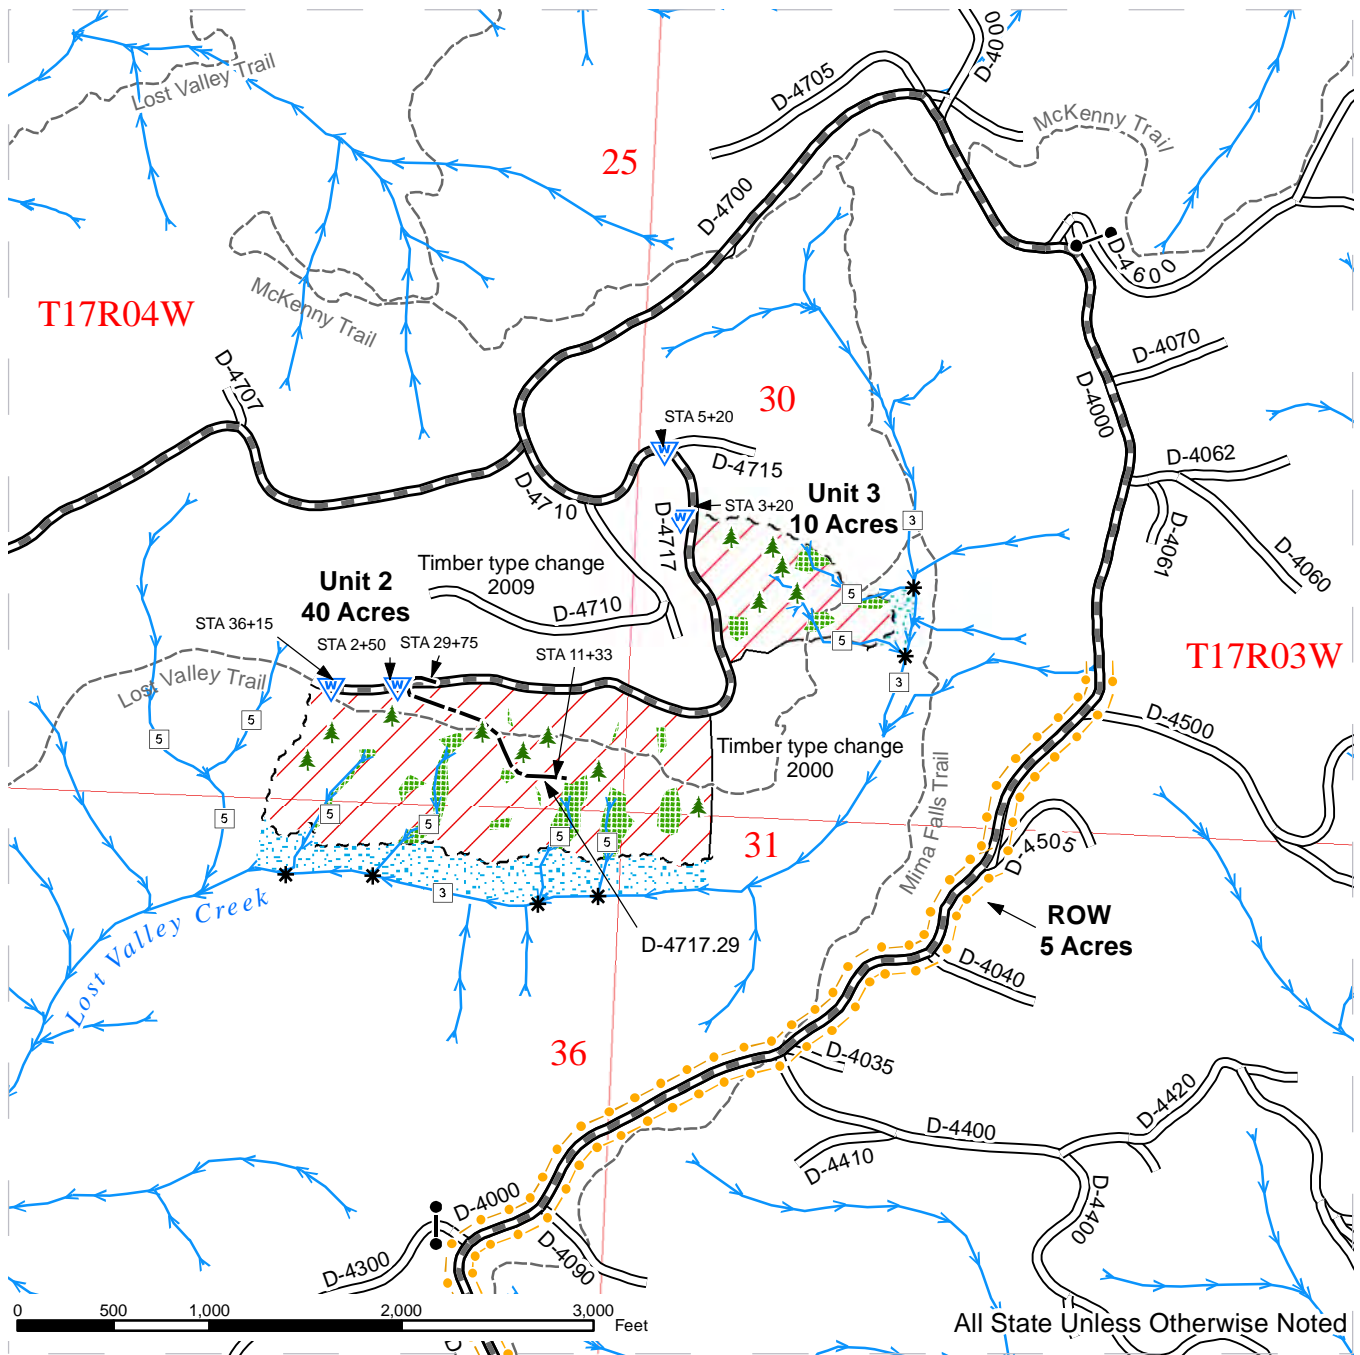 D-4000
D-4705
Lost Valley Trail
McKenny Trail
25
D-4700
D-4600
McKenny Trail
T17R04W
D-4070
D-4707
D-4000
30
STA 5+20
D-4715
D-4062
D-4710
Unit 3
10 Acres
STA 3+20
D-4717
3
D-4061
D-4060
Timber type change
2009
Unit 2
40 Acres
D-4710
5
STA 36+15
STA 2+50
STA 29+75
STA 11+33
5
T17R03W
Lost Valley Trail
3
5
5
D-4500
Timber type change
2000
5
5
5
5
5
31
D-4505
Mima Falls Trail
3
Lost Valley Creek
D-4717.29
ROW
5 Acres
D-4040
36
D-4035
D-4420
D-4400
D-4410
D-4400
D-4000
D-4090
D-4300
0
500
1,000
2,000
3,000
Feet
All State Unless Otherwise Noted
W
W
W
W